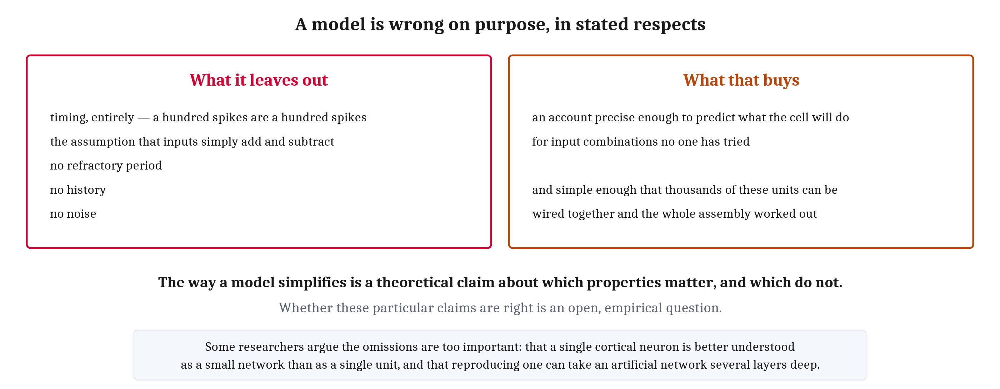 A model is wrong on purpose, in stated respects
What it leaves out
timing, entirely — a hundred spikes are a hundred spikes
the assumption that inputs simply add and subtract
no refractory period
no history
no noise
What that buys
an account precise enough to predict what the cell will do
for input combinations no one has tried
and simple enough that thousands of these units can be
wired together and the whole assembly worked out
The way a model simplifies is a theoretical claim about which properties matter, and which do not.
Whether these particular claims are right is an open, empirical question.
Some researchers argue the omissions are too important: that a single cortical neuron is better understood
as a small network than as a single unit, and that reproducing one can take an artificial network several layers deep.